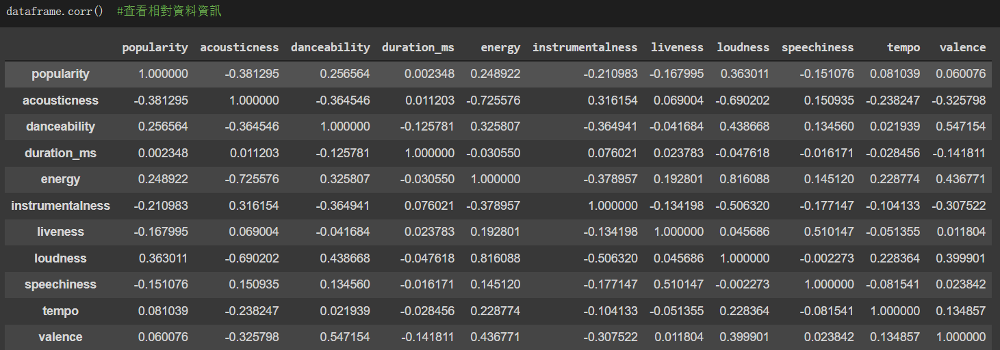 dataframe.corr() #查看相對資料資訊
popularity acousticness danceability duration_ms energy instrumentalness liveness loudness speechiness tempo valence
popularity 1.000000 -0.381295 0.256564 0.002348 0.248922 -0.210983 -0.167995 0.363011 -0.151076 0.081039 0.060076
acousticness -0.381295 1.000000 -0.364546 0.011203 -0.725576 0.316154 0.069004 -0.690202 0.150935 -0.238247 -0.325798
danceability 0.256564 -0.364546 1.000000 -0.125781 0.325807 -0.364941 -0.041684 0.438668 0.134560 0.021939 0.547154
duration_ms 0.002348 0.011203 -0.125781 1.000000 -0.030550 0.076021 0.023783 -0.047618 -0.016171 -0.028456 -0.141811
energy 0.248922 -0.725576 0.325807 -0.030550 1.000000 -0.378957 0.192801 0.816088 0.145120 0.228774 0.436771
instrumentalness -0.210983 0.316154 -0.364941 0.076021 -0.378957 1.000000 -0.134198 -0.506320 -0.177147 -0.104133 -0.307522
liveness -0.167995 0.069004 -0.041684 0.023783 0.192801 -0.134198 1.000000 0.045686 0.510147 -0.051355 0.011804
loudness 0.363011 -0.690202 0.438668 -0.047618 0.816088 -0.506320 0.045686 1.000000 -0.002273 0.228364 0.399901
speechiness -0.151076 0.150935 0.134560 -0.016171 0.145120 -0.177147 0.510147 -0.002273 1.000000 -0.081541 0.023842
tempo 0.081039 -0.238247 0.021939 -0.028456 0.228774 -0.104133 -0.051355 0.228364 -0.081541 1.000000 0.134857
valence 0.060076 -0.325798 0.547154 -0.141811 0.436771 -0.307522 0.011804 0.399901 0.023842 0.134857 1.000000